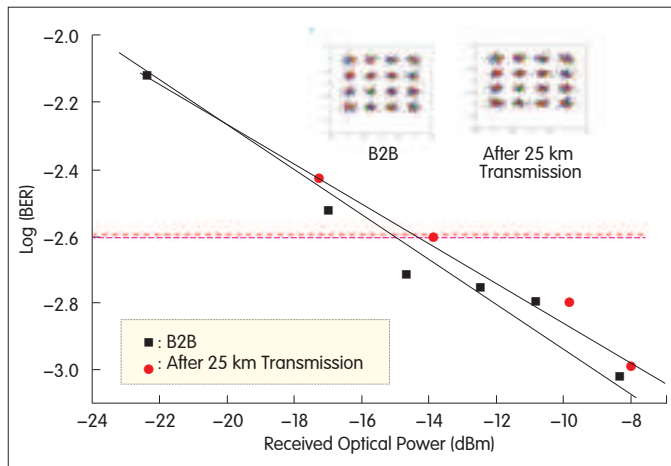 −2.0
−2.2
−2.4
−2.6
−2.8
−3.0
Log (BER)
B2B
After 25 km
Transmission
■ : B2B
● : After 25 km Transmission
−24 −22 −20 −18 −16 −14 −12 −10 −8
Received Optical Power (dBm)